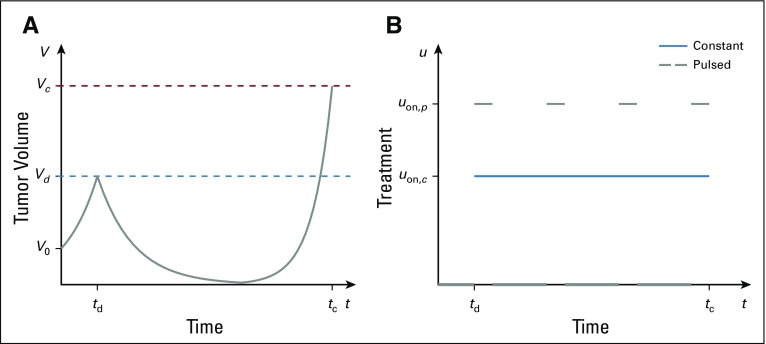 A
V
V_c
V_d
V_0
Tumor Volume
t_d
t_c
t
Time
B
u
Constant
Pulsed
u_on,p
u_on,c
Treatment
t_d
t_c
t
Time